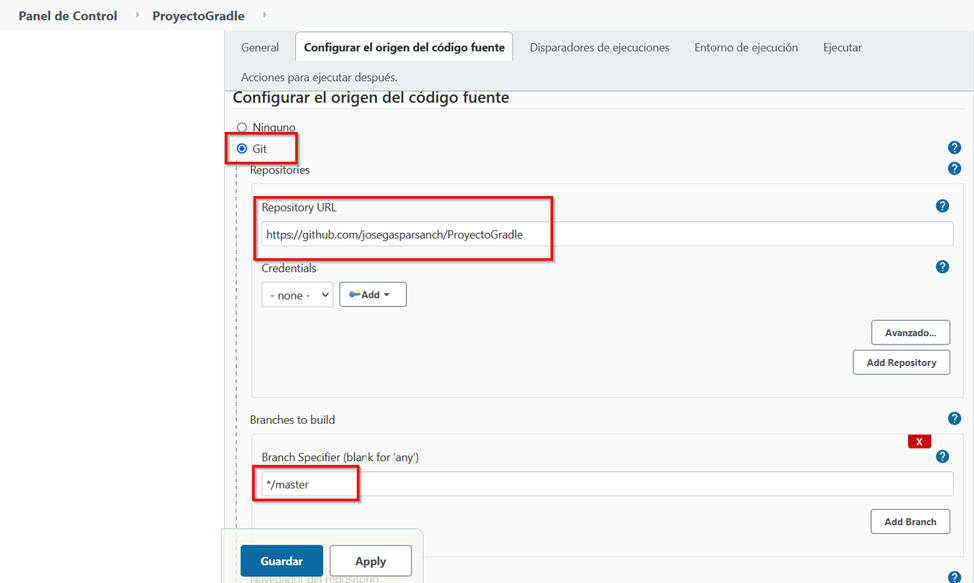 Panel de Control
ProyectoGradle
General
Configurar el origen del código fuente
Disparadores de ejecuciones
Entorno de ejecución
Ejecutar
Acciones para ejecutar después.
Configurar el origen del código fuente
Ninguno
Git
?
Repositories
?
Repository URL
?
https://github.com/josegasparsanch/ProyectoGradle
Credentials
?
- none -
Add
Avanzado...
Add Repository
Branches to build
?
X
Branch Specifier (blank for 'any')
?
*/master
Add Branch
Guardar
Apply
Navegador del repositorio
?